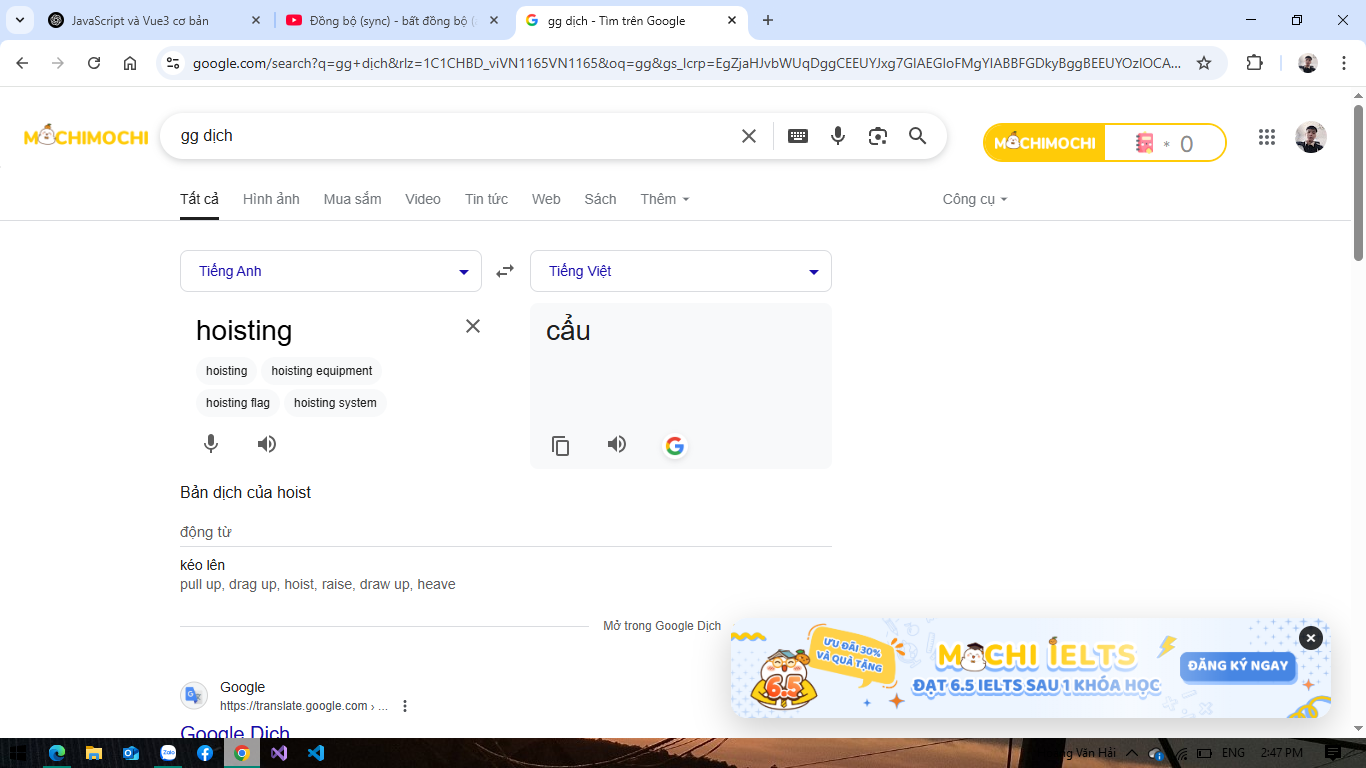 JavaScript và Vue3 cơ bản
Đồng bộ (sync) - bất đồng bộ (
gg dịch - Tìm trên Google
google.com/search?q=gg+dịch&rlz=1C1CHBD_viVN1165VN1165&oq=gg&gs_lcrp=EgZjaHJvbWUqDggCEEUYJxg7GIAEGIoFMgYIABBFGDkyBggBEEUYOzIOCA...
MOCHIMOCHI
gg dịch
MOCHIMOCHI * 0
Tất cả Hình ảnh Mua sắm Video Tin tức Web Sách Thêm Công cụ
Tiếng Anh Tiếng Việt
hoisting cẩu
hoisting hoisting equipment
hoisting flag hoisting system
Bản dịch của hoist
động từ
kéo lên
pull up, drag up, hoist, raise, draw up, heave
Mở trong Google Dịch
ƯU ĐÃI 30%
VÀ QUÀ TẶNG
6.5
MOCHI IELTS
ĐẠT 6.5 IELTS SAU 1 KHÓA HỌC
ĐĂNG KÝ NGAY
Google
https://translate.google.com › ...
Google Dịch
Zalo
Văn Hải ENG 2:47 PM